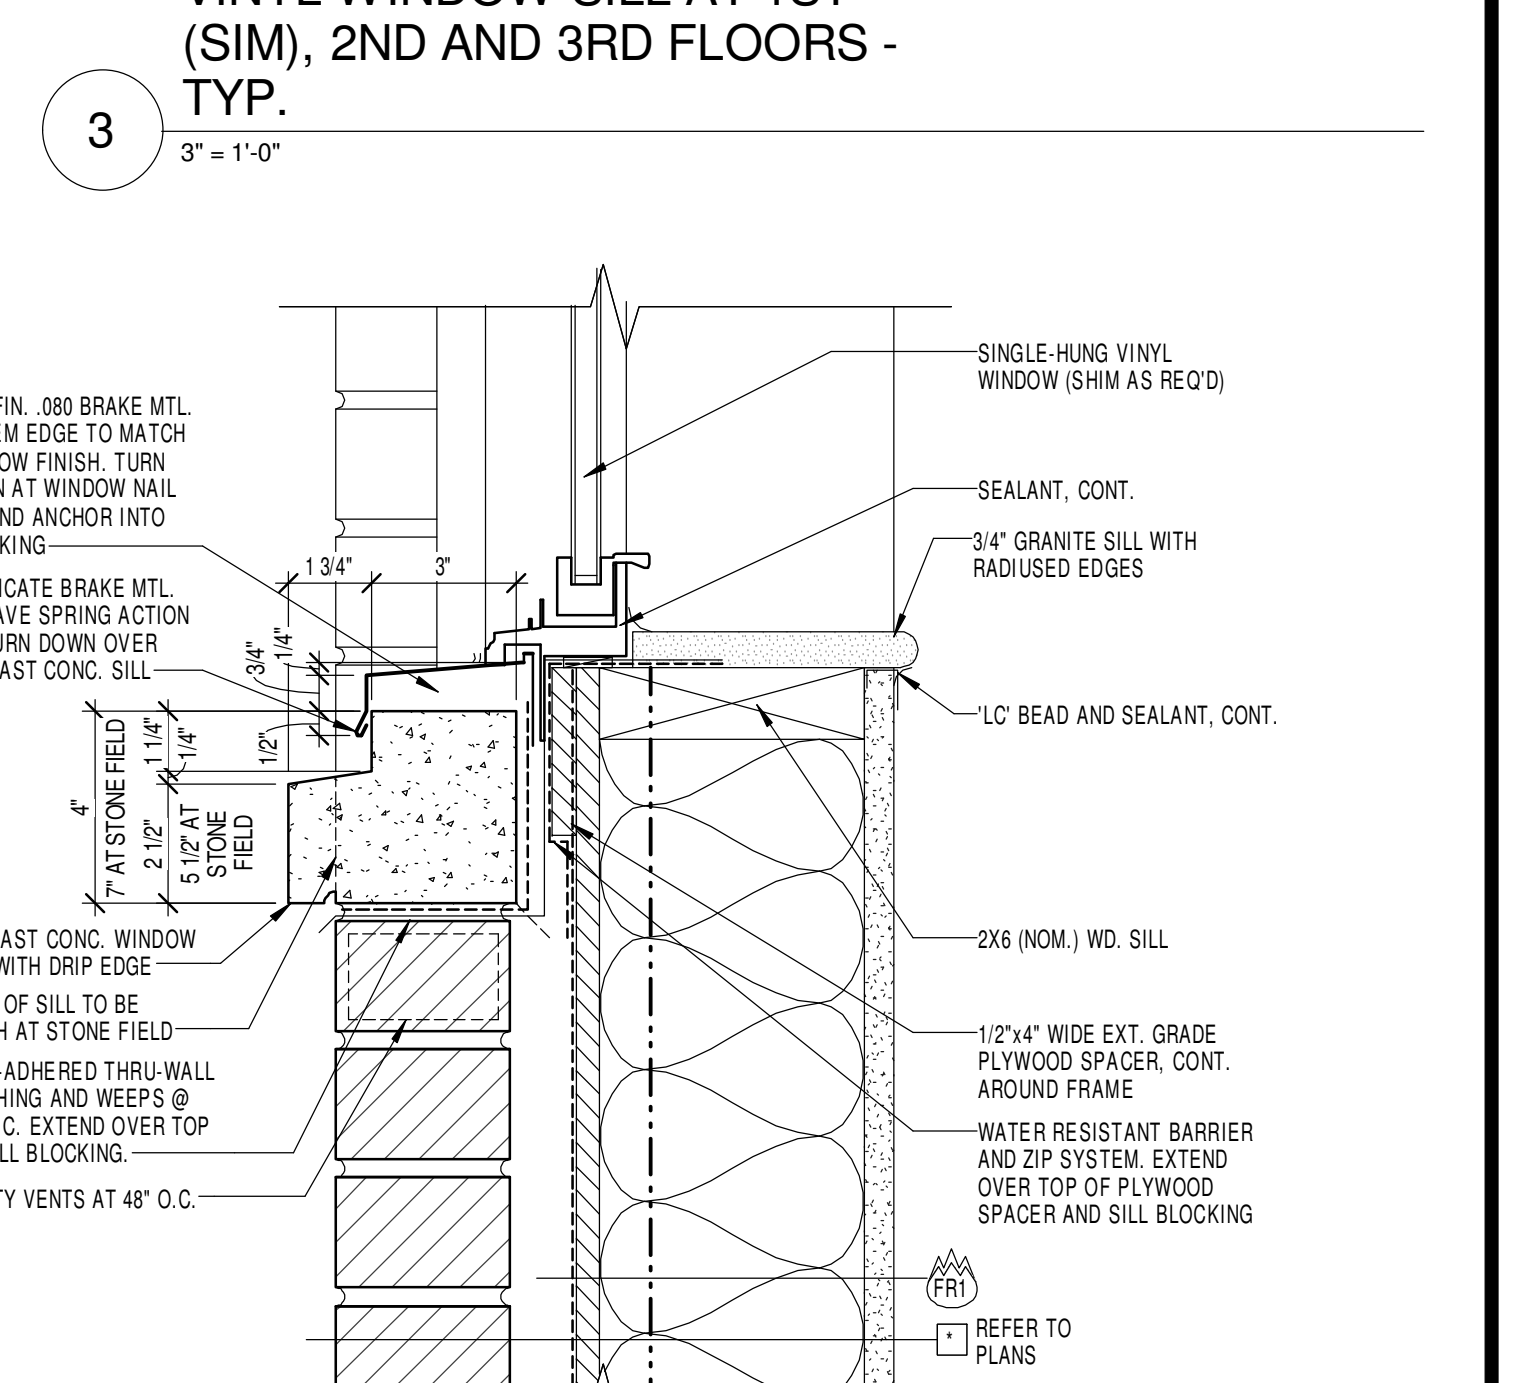 VINYL WINDOW SILL AT 1ST
(SIM), 2ND AND 3RD FLOORS -
TYP.
3
3" = 1'-0"
SINGLE-HUNG VINYL
WINDOW (SHIM AS REQ'D)
SEALANT, CONT.
3/4" GRANITE SILL WITH
RADIUSED EDGES
'LC' BEAD AND SEALANT, CONT.
2X6 (NOM.) WD. SILL
1/2"x4" WIDE EXT. GRADE
PLYWOOD SPACER, CONT.
AROUND FRAME
WATER RESISTANT BARRIER
AND ZIP SYSTEM. EXTEND
OVER TOP OF PLYWOOD
SPACER AND SILL BLOCKING
FR1
*
REFER TO
PLANS
FIN. .080 BRAKE MTL.
EM EDGE TO MATCH
OW FINISH. TURN
N AT WINDOW NAIL
ND ANCHOR INTO
KING
ICATE BRAKE MTL.
AVE SPRING ACTION
URN DOWN OVER
AST CONC. SILL
1 3/4"
3"
3/4"
1/4"
1/2"
4"
7" AT STONE FIELD
1 1/4"
1/4"
2 1/2"
5 1/2" AT
STONE
FIELD
AST CONC. WINDOW
WITH DRIP EDGE
OF SILL TO BE
H AT STONE FIELD
-ADHERED THRU-WALL
HING AND WEEPS @
C. EXTEND OVER TOP
LL BLOCKING.
TY VENTS AT 48" O.C.